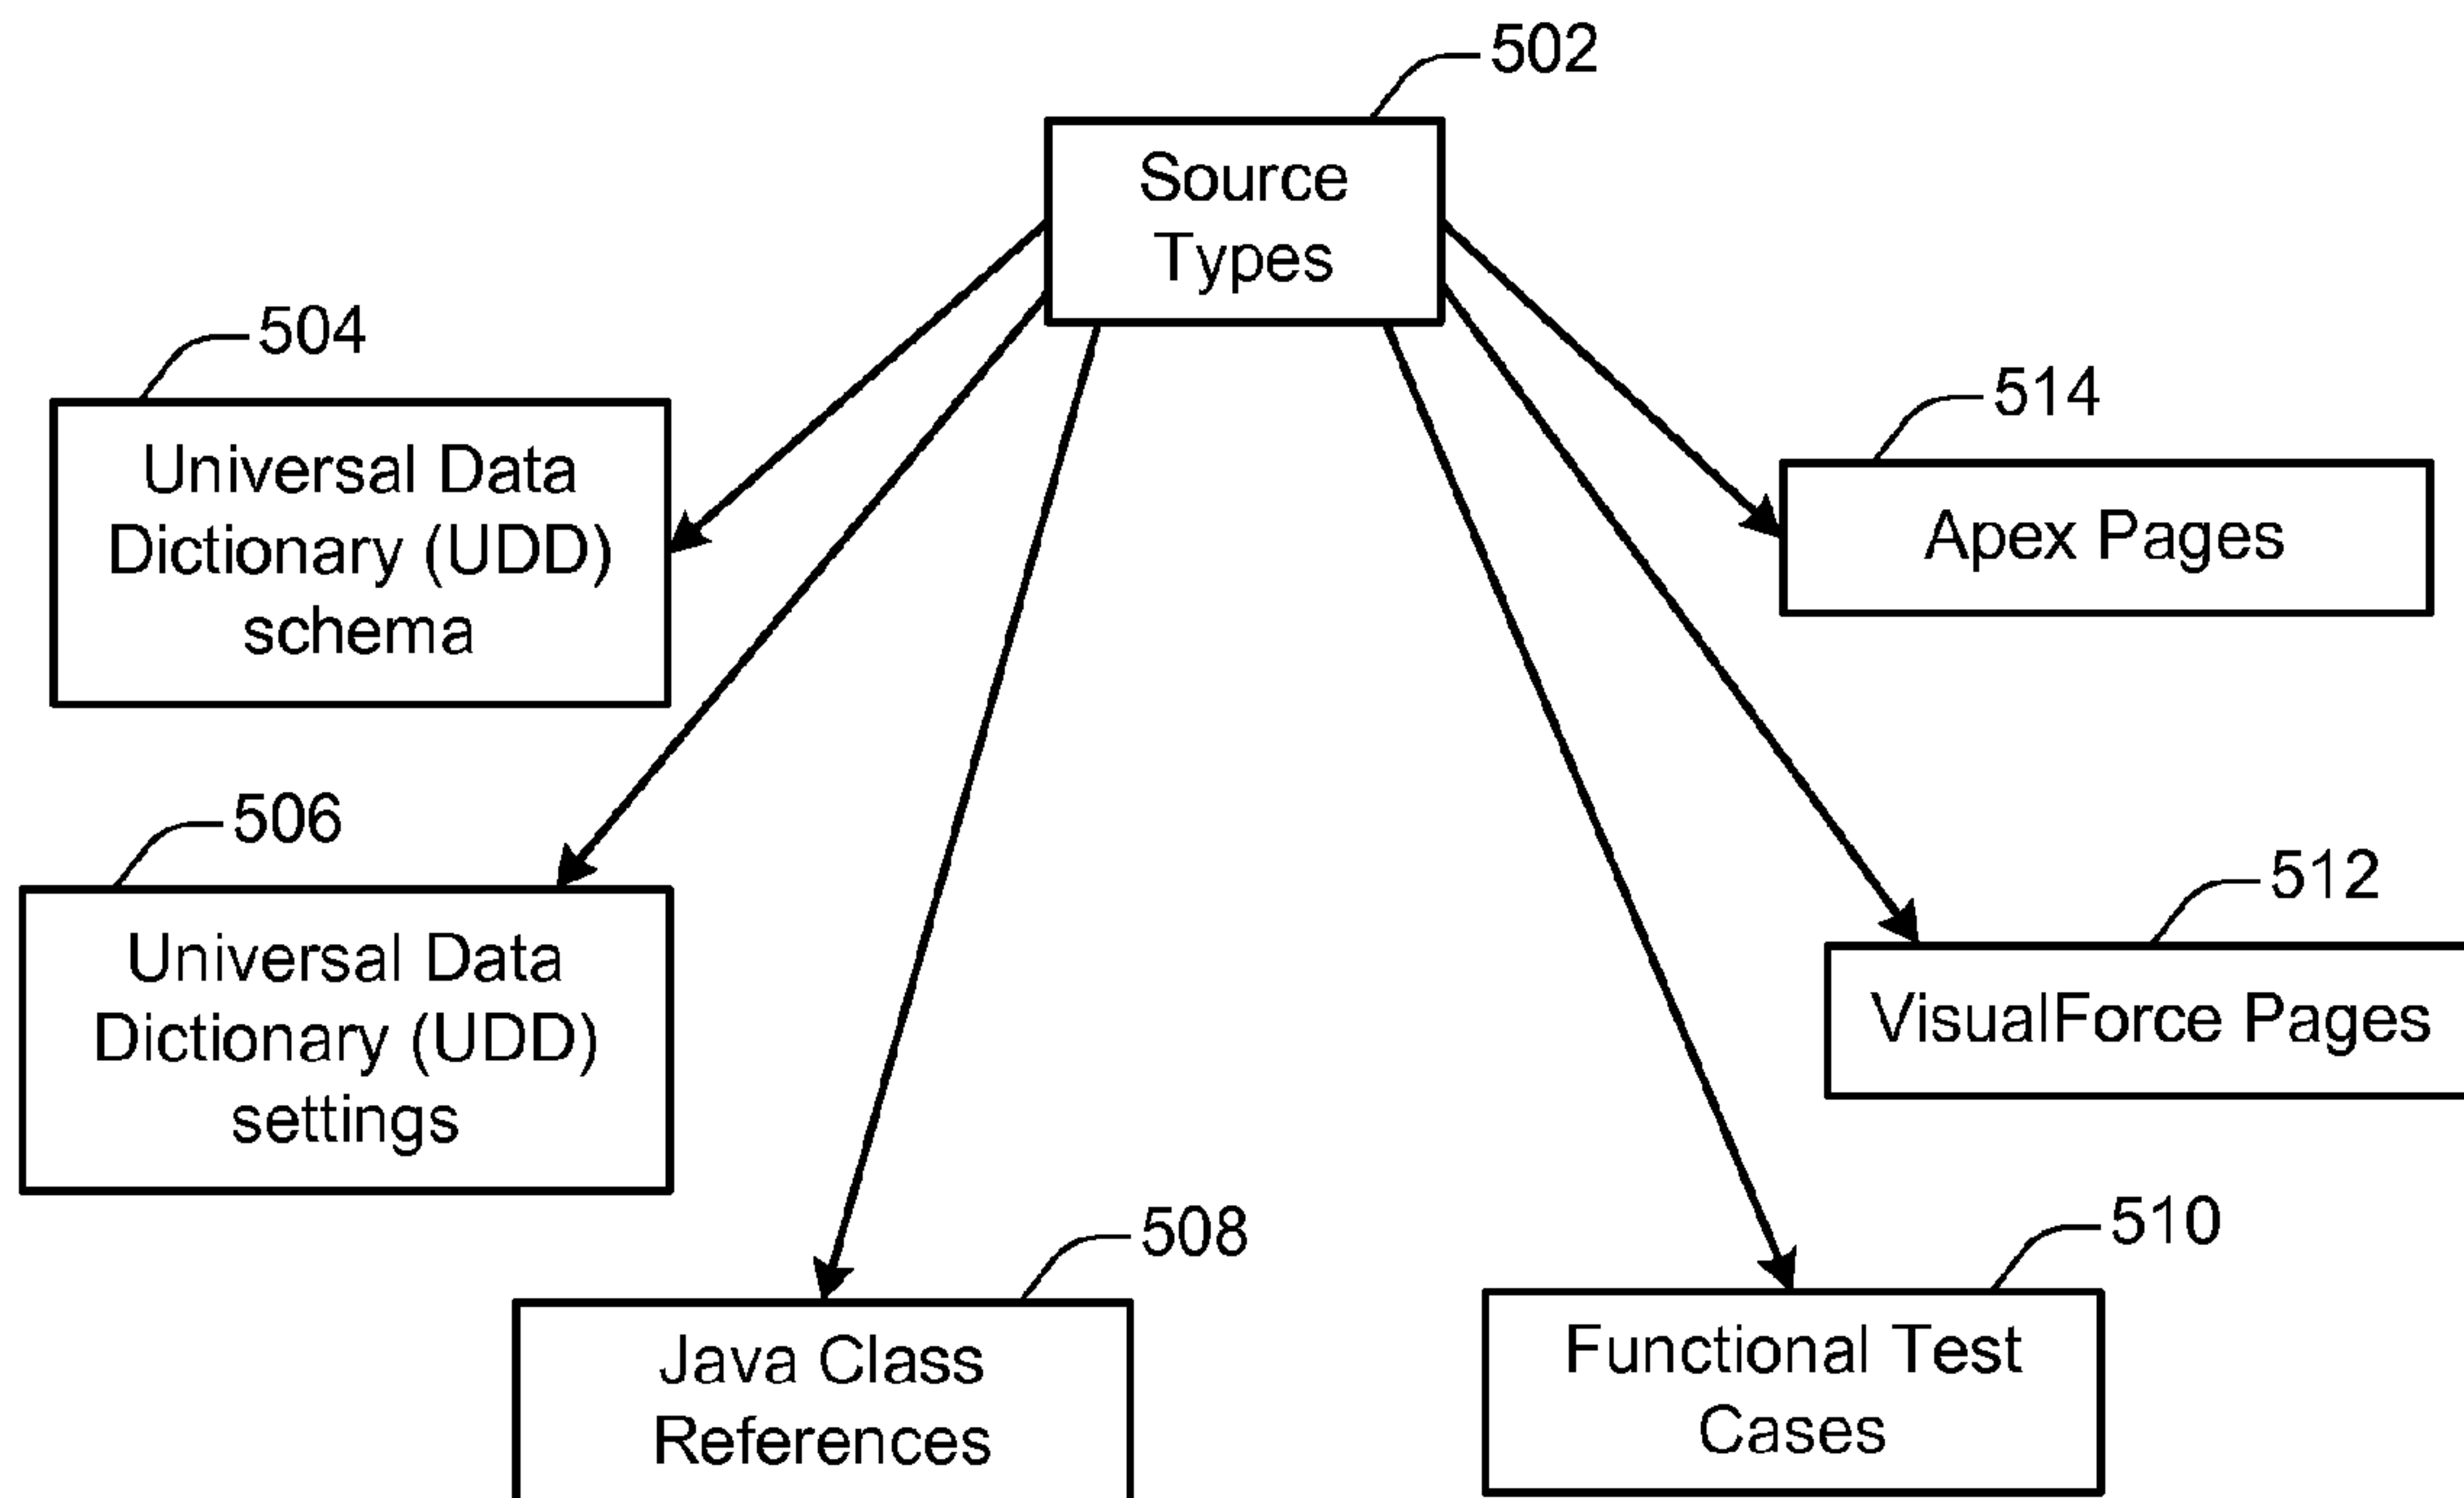 502
Source
Types
504
Universal Data
Dictionary (UDD)
schema
514
Apex Pages
506
Universal Data
Dictionary (UDD)
settings
512
VisualForce Pages
508
Java Class
References
510
Functional Test
Cases